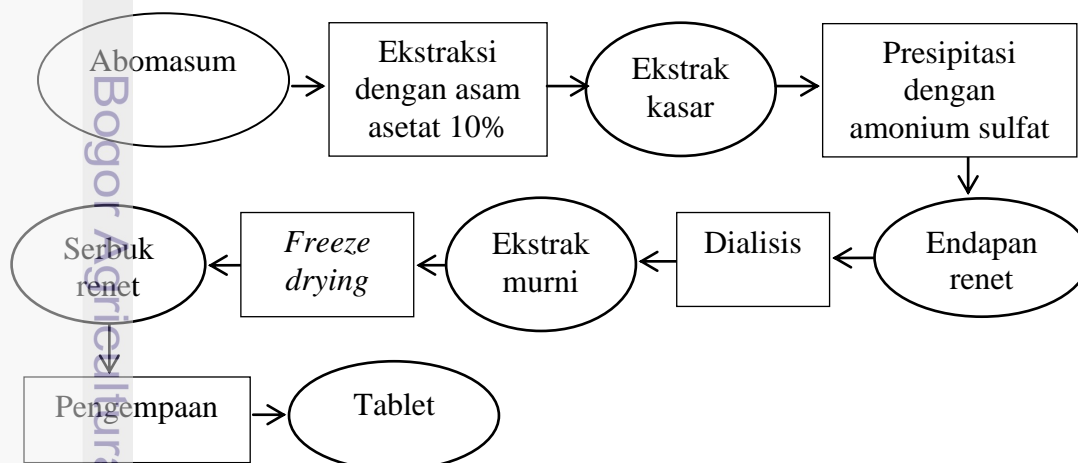 Abomasum
Ekstraksi
dengan asam
asetat 10%
Ekstrak
kasar
Presipitasi
dengan
amonium sulfat
Endapan
renet
Dialisis
Ekstrak
murni
Freeze
drying
Serbuk
renet
Pengempaan
Tablet
Bogor Agricultura